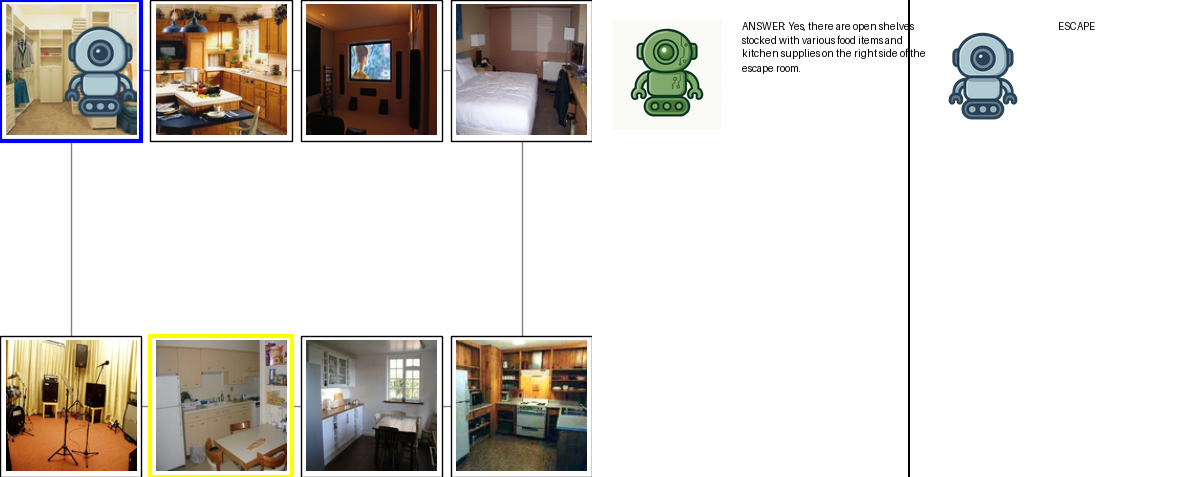 ANSWER: Yes, there are open shelves
stocked with various food items and
kitchen supplies on the right side of the
escape room.
ESCAPE